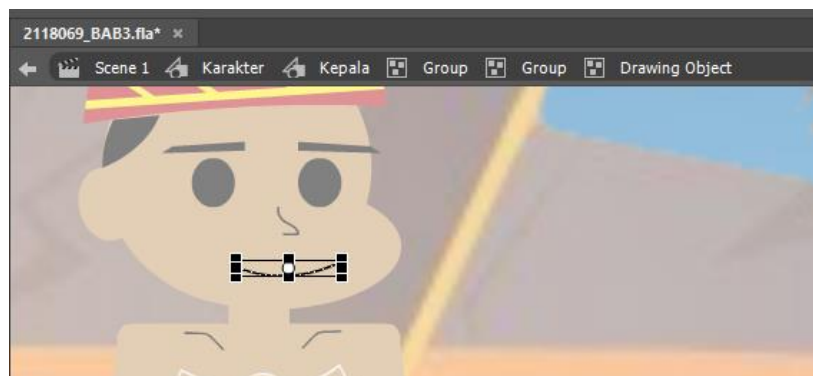 2118069_BAB3.fla*
Scene 1 Karakter Kepala Group Group Drawing Object